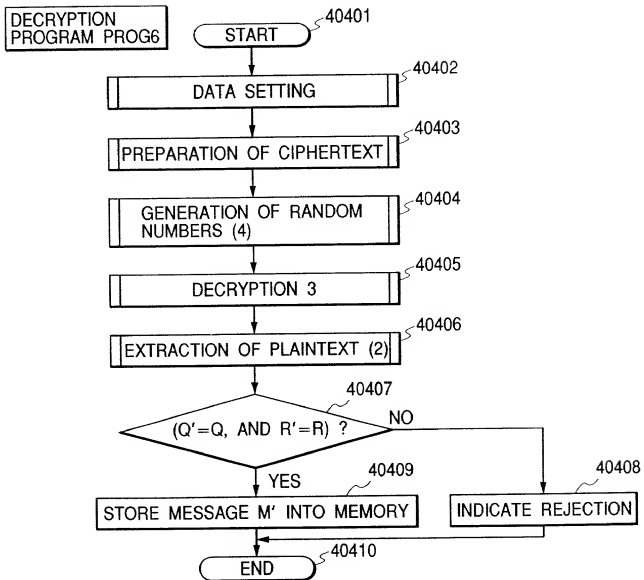 DECRYPTION
PROGRAM PROG6
START
40401
40402
DATA SETTING
40403
PREPARATION OF CIPHERTEXT
40404
GENERATION OF RANDOM
NUMBERS (4)
40405
DECRYPTION 3
40406
EXTRACTION OF PLAINTEXT (2)
40407
(Q'=Q, AND R'=R) ?
NO
YES
40409
40408
STORE MESSAGE M' INTO MEMORY
INDICATE REJECTION
END
40410